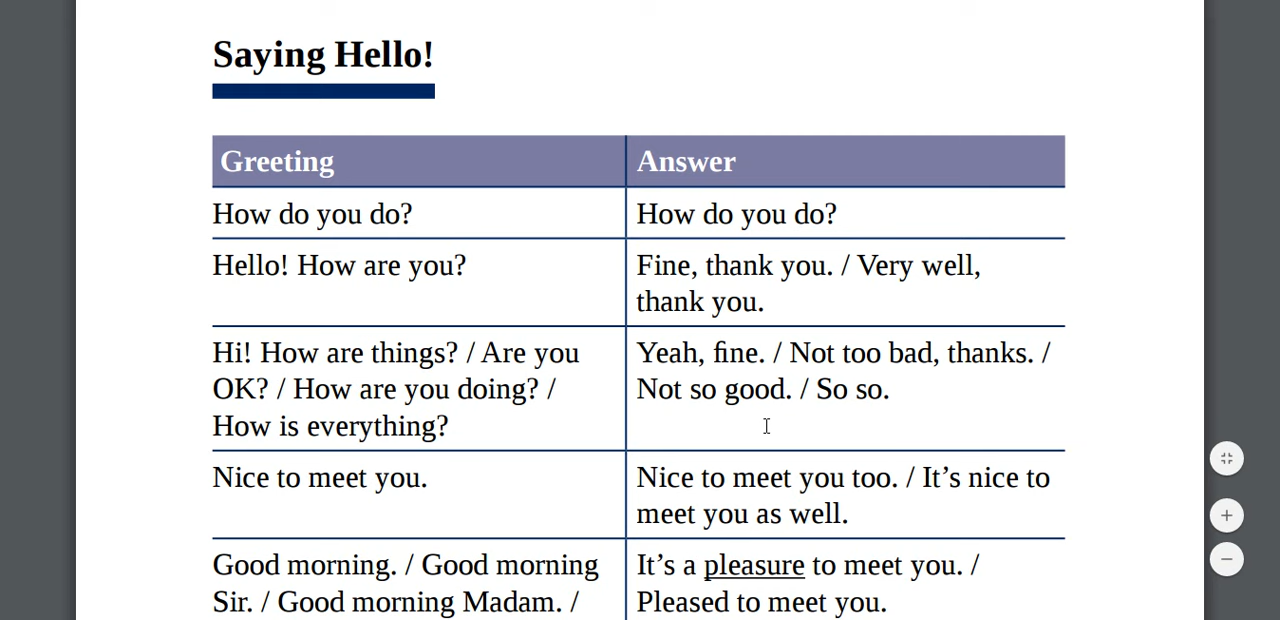 Saying Hello!
Greeting
Answer
How do you do?
How do you do?
Hello! How are you?
Fine, thank you. / Very well,
thank you.
Hi! How are things? / Are you
OK? / How are you doing? /
How is everything?
Yeah, fine. / Not too bad, thanks. /
Not so good. / So so.
Nice to meet you.
Nice to meet you too. / It’s nice to
meet you as well.
Good morning. / Good morning
Sir. / Good morning Madam. /
It’s a pleasure to meet you. /
Pleased to meet you.